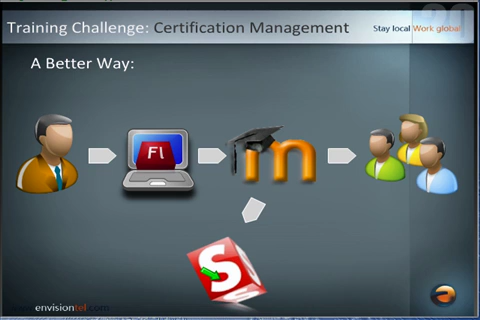 Training Challenge: Certification Management
Stay local Work global
A Better Way:
Fl
m
S
envisiontel.com